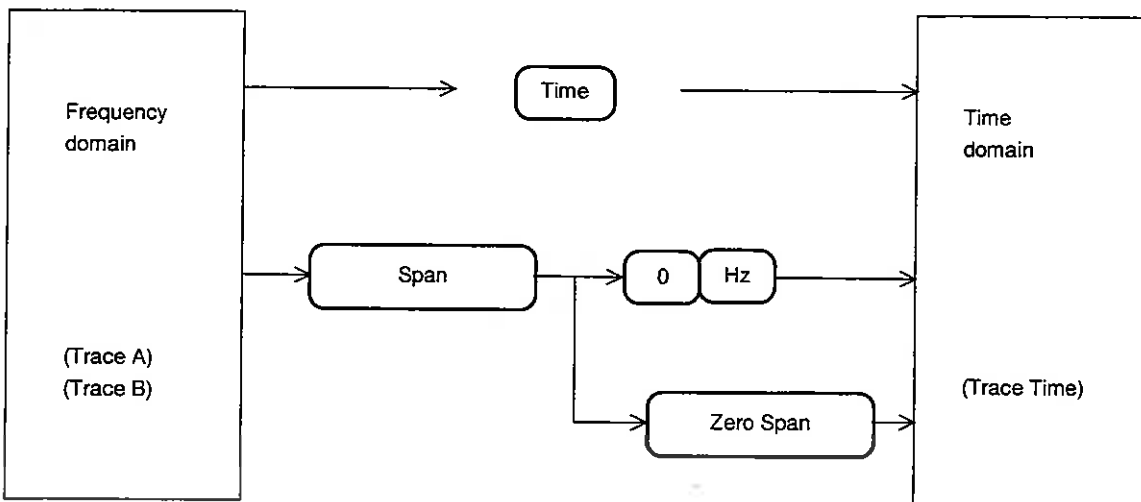 Frequency
domain
(Trace A)
(Trace B)
Time
Span
0
Hz
Zero Span
Time
domain
(Trace Time)